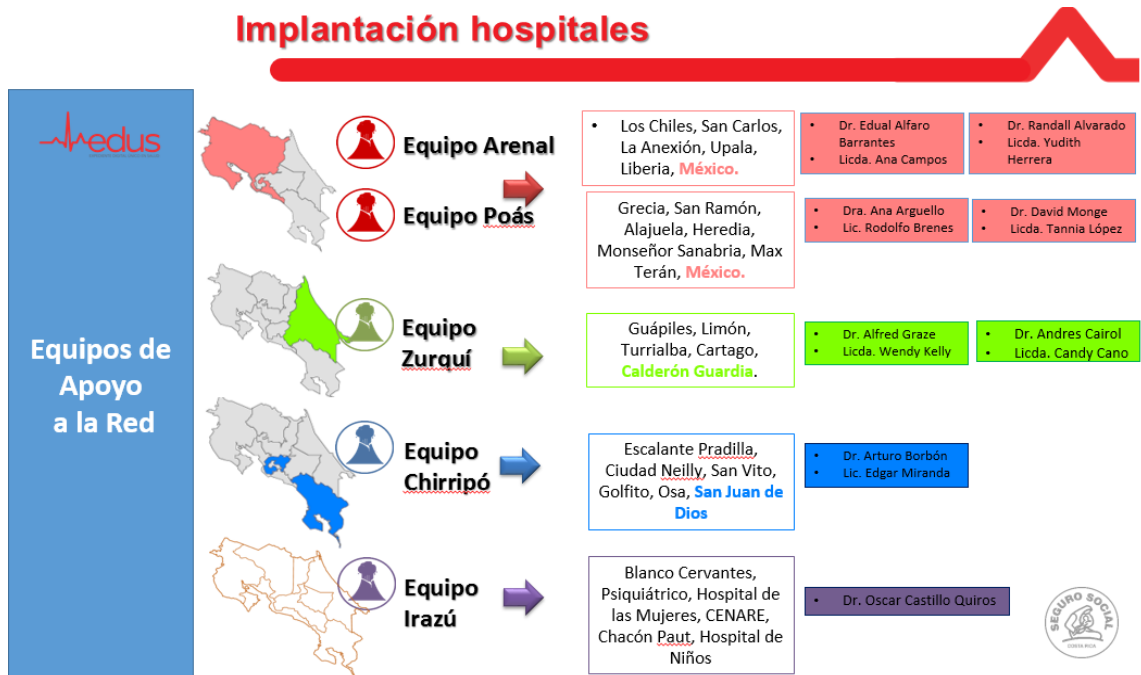 Implantación hospitales
edus
Equipos de
Apoyo
a la Red
Equipo Arenal
Equipo Poás
• Los Chiles, San Carlos,
La Anexión, Upala,
Liberia, México.
• Dr. Edual Alfaro
Barrantes
• Licda. Ana Campos
• Dr. Randall Alvarado
• Licda. Yudith
Herrera
Grecia, San Ramón,
Alajuela, Heredia,
Monseñor Sanabria, Max
Terán, México.
• Dra. Ana Arguello
• Lic. Rodolfo Brenes
• Dr. David Monge
• Licda. Tannia López
Equipo
Zurquí
Guápiles, Limón,
Turrialba, Cartago,
Calderón Guardia.
• Dr. Alfred Graze
• Licda. Wendy Kelly
• Dr. Andres Cairol
• Licda. Candy Cano
Equipo
Chirripó
Escalante Pradilla,
Ciudad Neilly, San Vito,
Golfito, Osa, San Juan de
Dios
• Dr. Arturo Borbón
• Lic. Edgar Miranda
Equipo
Irazú
Blanco Cervantes,
Psiquiátrico, Hospital de
las Mujeres, CENARE,
Chacón Paut, Hospital de
Niños
• Dr. Oscar Castillo Quiros
SEGURO SOCIAL
COSTA RICA